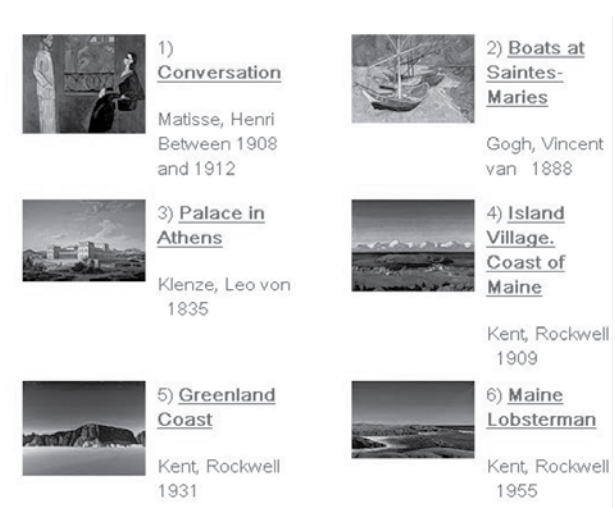 1)
Conversation
Matisse, Henri
Between 1908
and 1912
2) Boats at
Saintes-
Maries
Gogh, Vincent
van 1888
3) Palace in
Athens
Klenze, Leo von
1835
4) Island
Village.
Coast of
Maine
Kent, Rockwell
1909
5) Greenland
Coast
Kent, Rockwell
1931
6) Maine
Lobsterman
Kent, Rockwell
1955